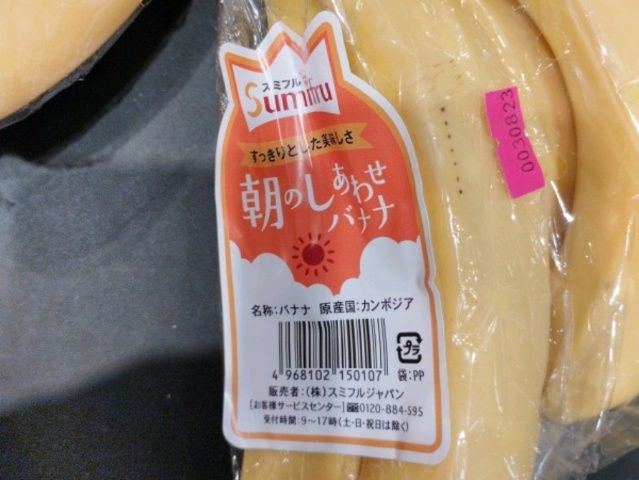 スミフル
Sumifru
すっきりとした美味しさ
朝のしあわせ
バナナ
名称:バナナ 原産国:カンボジア
4 968102 150107
プラ
袋:PP
販売者:(株)スミフルジャパン
[お客様サービスセンター] 0120-884-595
受付時間:9～17時(土・日・祝日は除く)
0030823